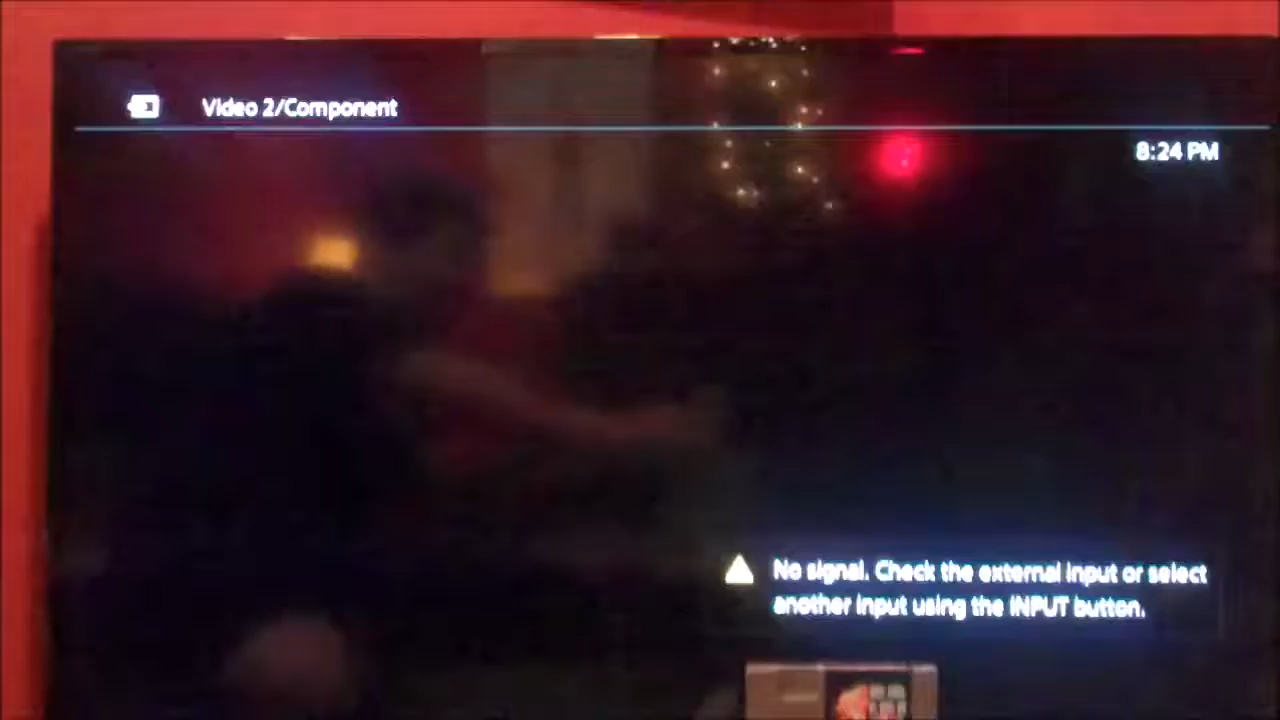 Video 2/Component
8:24 PM
No signal. Check the external input or select
another input using the INPUT button.